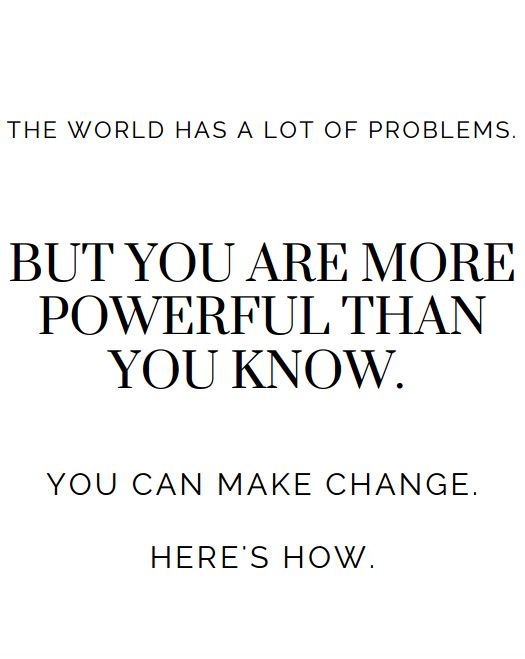 THE WORLD HAS A LOT OF PROBLEMS.
BUT YOU ARE MORE
POWERFUL THAN
YOU KNOW.
YOU CAN MAKE CHANGE.
HERE'S HOW.